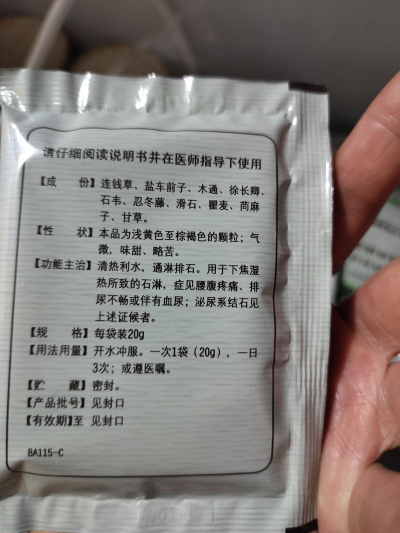 请仔细阅读说明书并在医师指导下使用
【成 份】连钱草、盐车前子、木通、徐长卿、
石韦、忍冬藤、滑石、瞿麦、苘麻
子、甘草。
【性 状】本品为浅黄色至棕褐色的颗粒；气
微，味甜、略苦。
【功能主治】清热利水，通淋排石。用于下焦湿
热所致的石淋，症见腰腹疼痛、排
尿不畅或伴有血尿；泌尿系结石见
上述证候者。
【规 格】每袋装20g
【用法用量】开水冲服。一次1袋（20g），一日
3次；或遵医嘱。
【贮 藏】密封。
【产品批号】见封口
【有效期】至 见封口
BA115-C